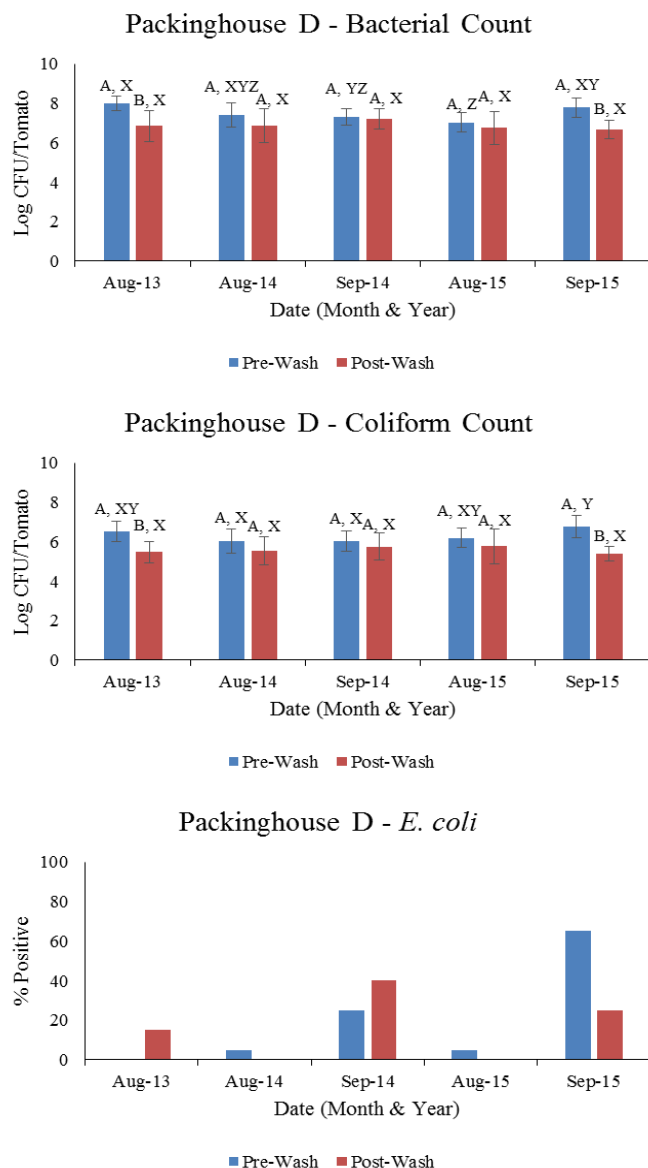 Packinghouse D - Bacterial Count
10
8
6
4
2
0
Log CFU/Tomato
A, X
B, X
A, XYZ
A, X
A, YZ
A, X
A, Z
A, X
A, XY
B, X
Aug-13
Aug-14
Sep-14
Aug-15
Sep-15
Date (Month & Year)
Pre-Wash
Post-Wash
Packinghouse D - Coliform Count
10
8
6
4
2
0
Log CFU/Tomato
A, XY
B, X
A, X
A, X
A, X
A, X
A, XY
A, X
A, Y
B, X
Aug-13
Aug-14
Sep-14
Aug-15
Sep-15
Date (Month & Year)
Pre-Wash
Post-Wash
Packinghouse D - E. coli
100
80
60
40
20
0
% Positive
Aug-13
Aug-14
Sep-14
Aug-15
Sep-15
Date (Month & Year)
Pre-Wash
Post-Wash